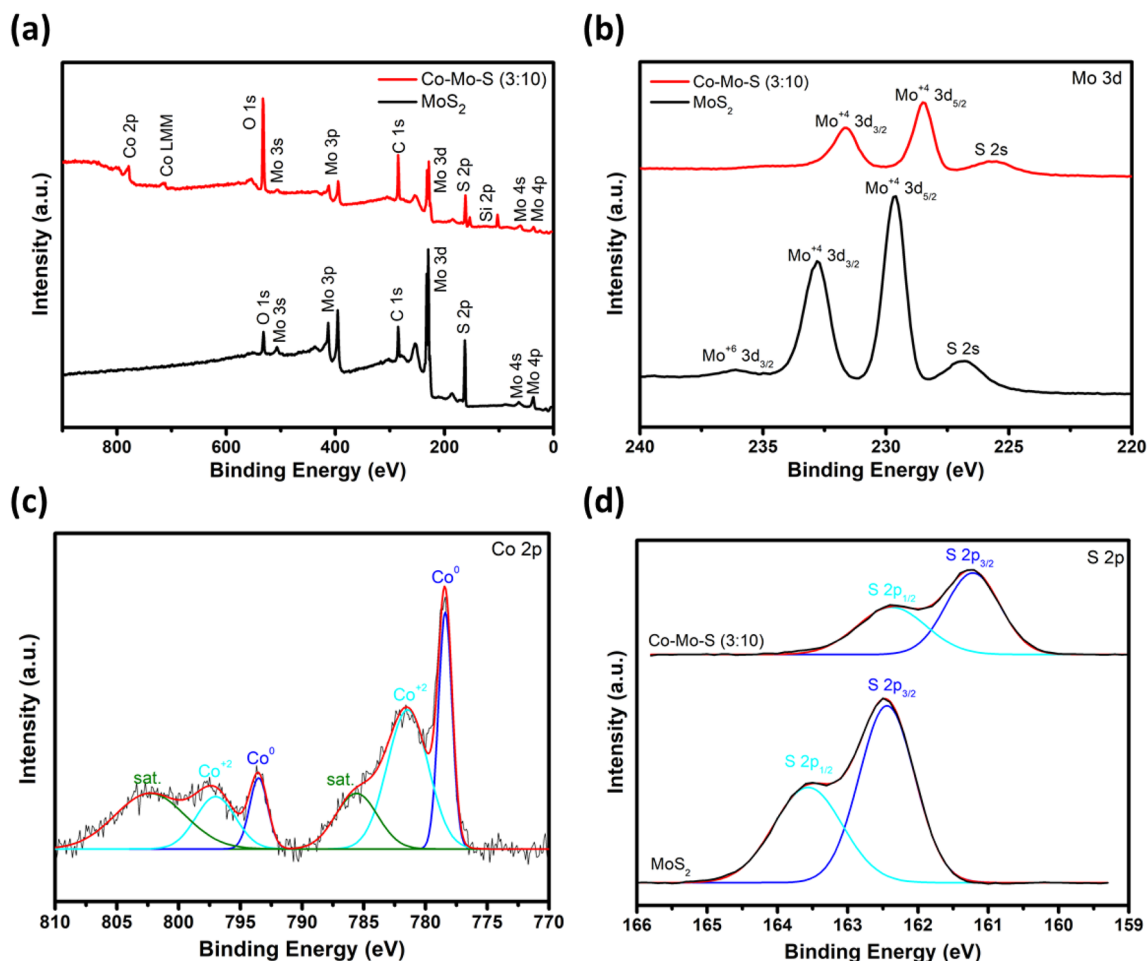 (a)
Co-Mo-S (3:10)
MoS₂
Co 2p
Co LMM
O 1s
Mo 3s
Mo 3p
C 1s
Mo 3d
S 2p
Si 2p
Mo 4s
Mo 4p
O 1s
Mo 3s
Mo 3p
C 1s
Mo 3d
S 2p
Mo 4s
Mo 4p
Intensity (a.u.)
800 600 400 200 0
Binding Energy (eV)
(b)
Mo 3d
Co-Mo-S (3:10)
MoS₂
Mo⁺⁴ 3d₃/₂
Mo⁺⁴ 3d₅/₂
S 2s
Mo⁺⁴ 3d₅/₂
Mo⁺⁴ 3d₃/₂
Mo⁺⁶ 3d₃/₂
S 2s
Intensity (a.u.)
240 235 230 225 220
Binding Energy (eV)
(c)
Co 2p
Co⁰
Co⁺²
sat.
Co⁺²
Co⁰
sat.
Intensity (a.u.)
810 805 800 795 790 785 780 775 770
Binding Energy (eV)
(d)
S 2p
S 2p₃/₂
S 2p₁/₂
Co-Mo-S (3:10)
S 2p₃/₂
S 2p₁/₂
MoS₂
Intensity (a.u.)
166 165 164 163 162 161 160 159
Binding Energy (eV)